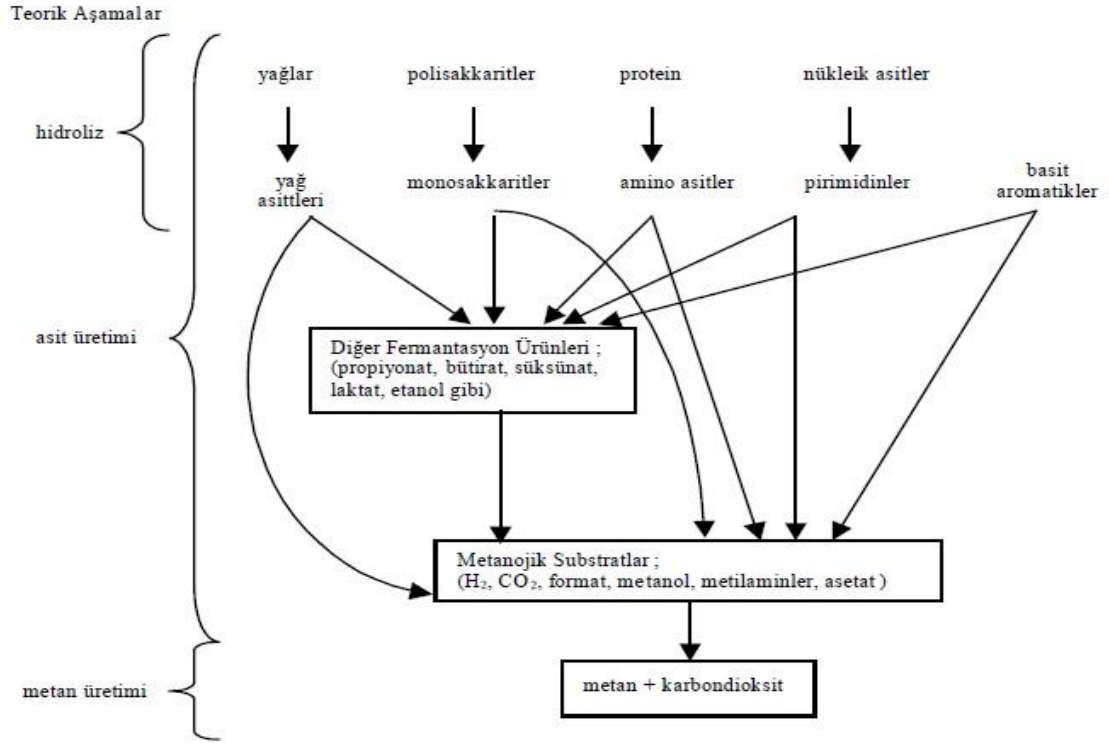 Teorik Aşamalar
yağlar
polisakkaritler
protein
nükleik asitler
hidroliz
yağ
asittleri
monosakkaritler
amino asitler
pirimidinler
basit
aromatikler
asit üretimi
Diğer Fermantasyon Ürünleri ;
(propiyonat, bütirat, süksünat,
laktat, etanol gibi)
Metanojik Substratlar ;
(H₂, CO₂, format, metanol, metilaminler, asetat )
metan üretimi
metan + karbondioksit